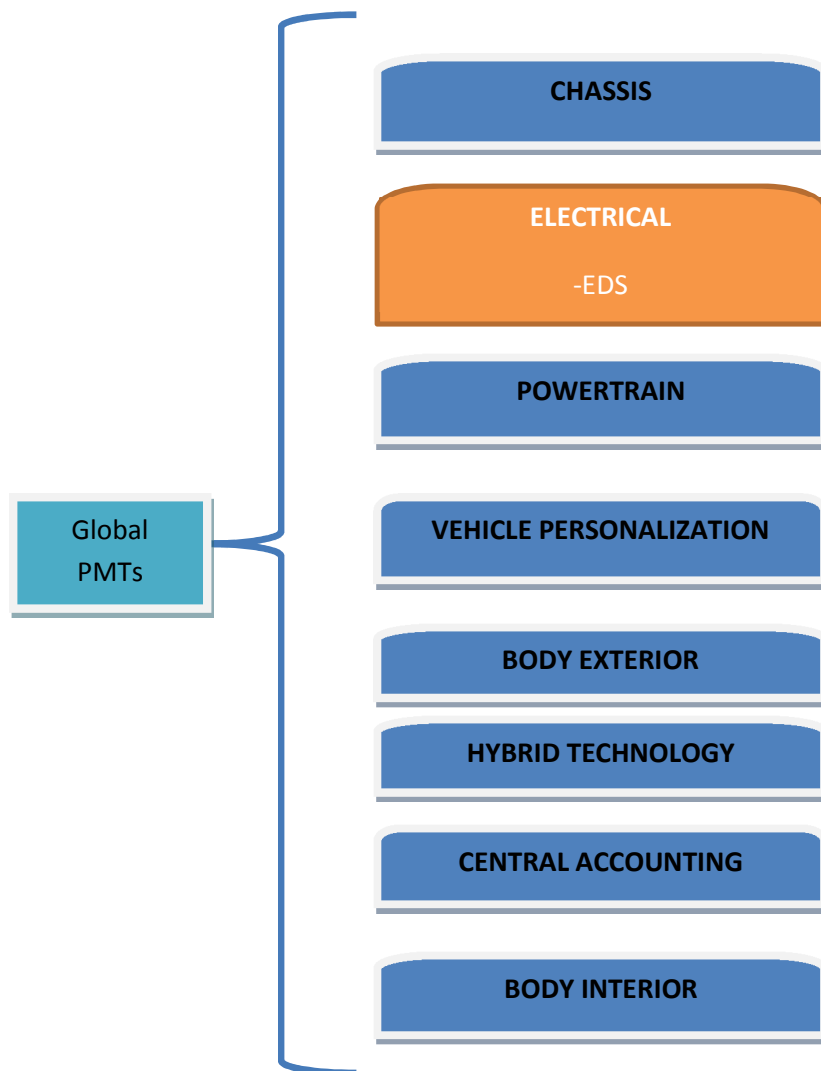 CHASSIS
ELECTRICAL
-EDS
POWERTRAIN
Global
PMTs
VEHICLE PERSONALIZATION
BODY EXTERIOR
HYBRID TECHNOLOGY
CENTRAL ACCOUNTING
BODY INTERIOR